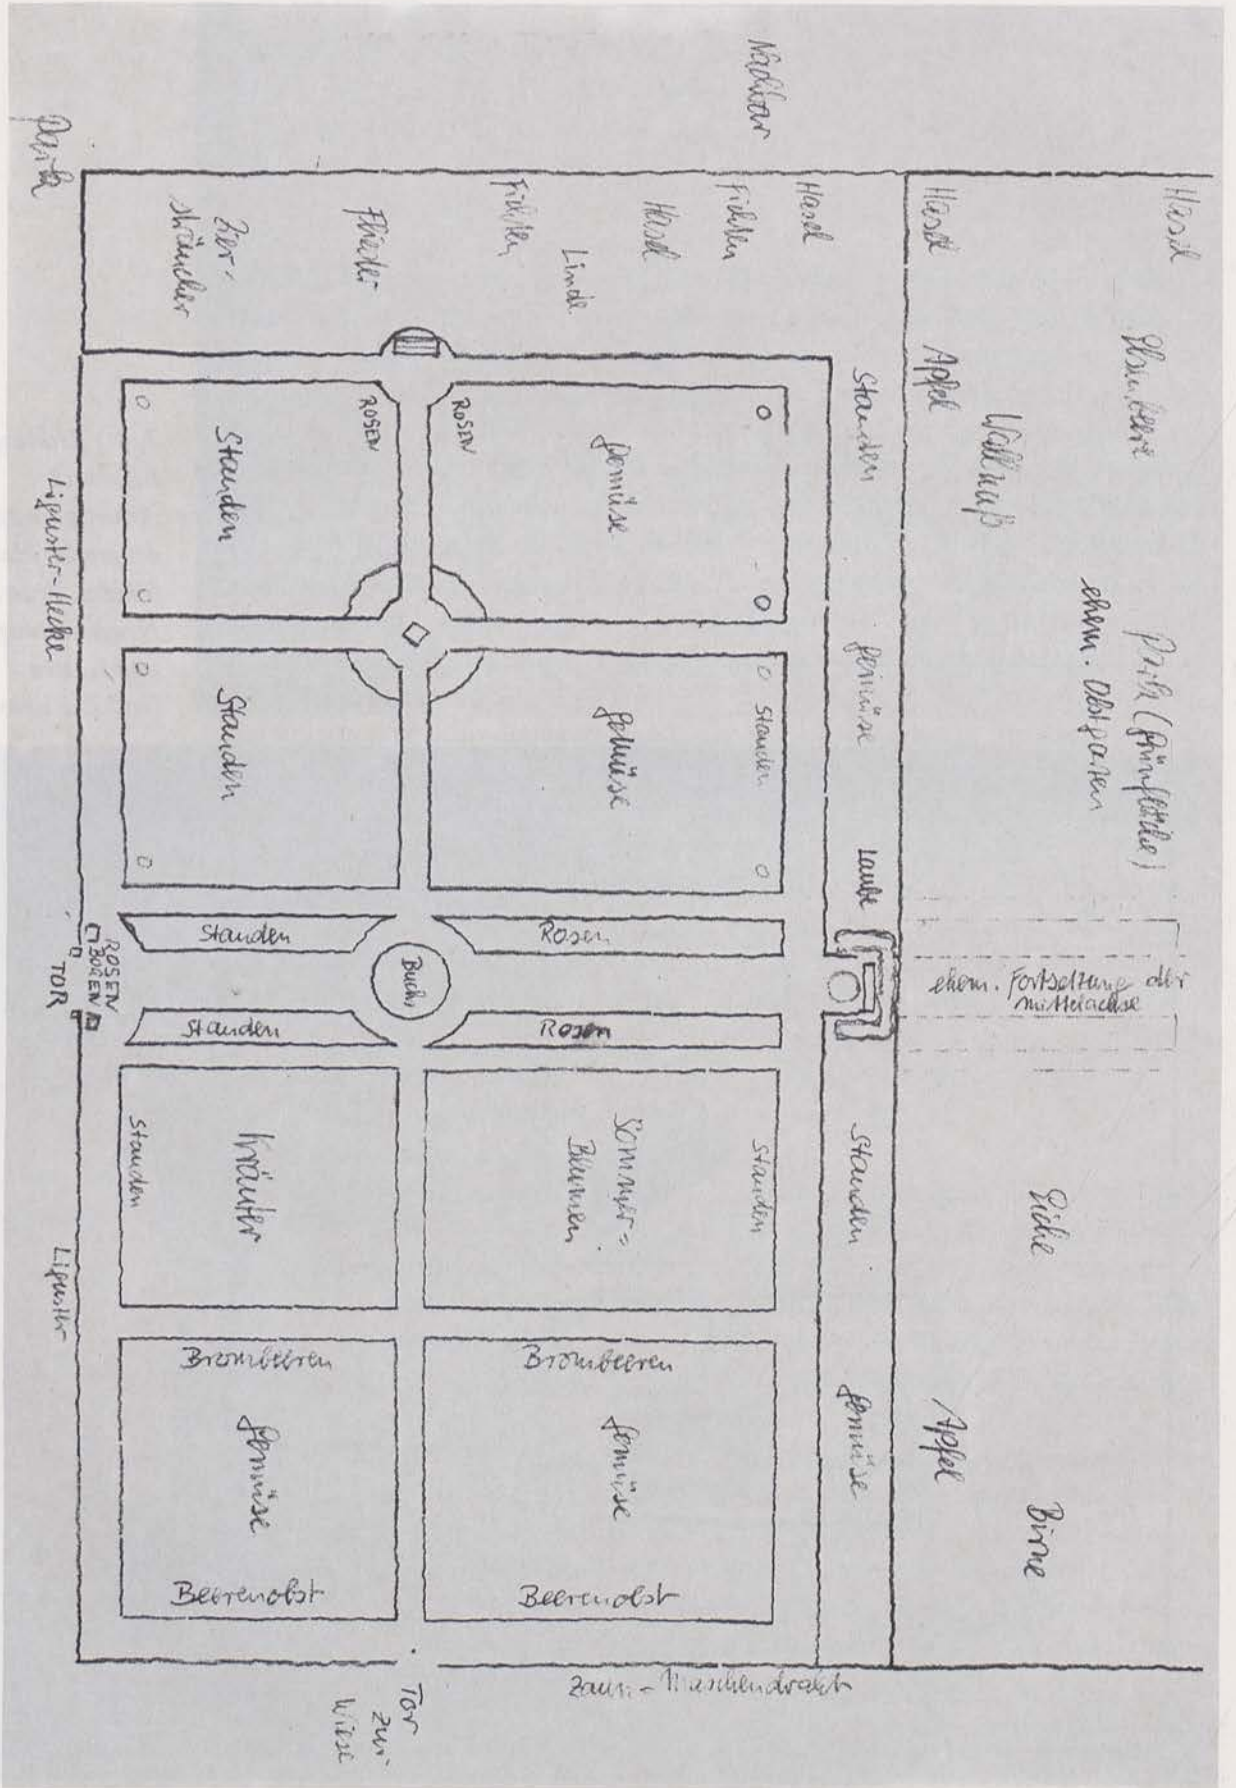 Nachbar
Park
Hasel
Hasel
Hasel
Fichten
Hasel
Linde
Fichten
Flieder
Zier-
sträucher
Elsbeere
Apfel
Walnuß
Park (Grünfläche)
ehem. Obstgarten
Stauden
Gemüse
Laube
ROSEN
ROSEN
Stauden
Gemüse
Liguster-Hecke
Stauden
Gemüse
Stauden
Stauden
Rosen
Buchs
ROSEN
BOGEN
TOR
Stauden
Rosen
ehem. Fortsetzung der
Mittelachse
Stauden
Kräuter
Sommer=
Blumen
Stauden
Stauden
Eiche
Liguster
Brombeeren
Brombeeren
Gemüse
Gemüse
Gemüse
Apfel
Birne
Beerenobst
Beerenobst
Zaun-Maschendraht
Tor
zur
Wiese